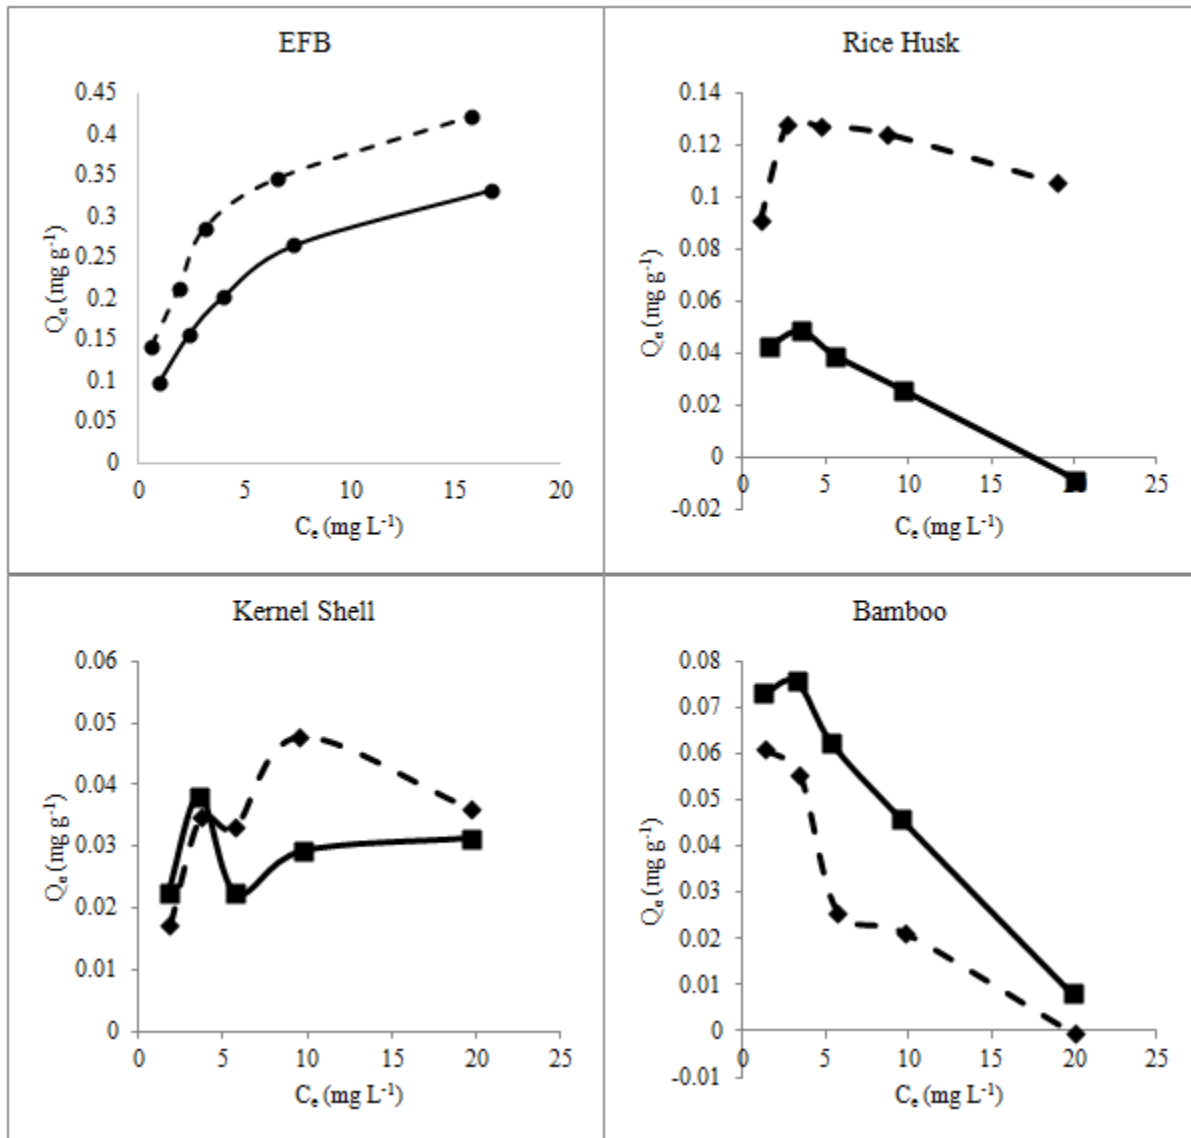 EFB
0.45
0.4
0.35
0.3
0.25
0.2
0.15
0.1
0.05
0
Qe (mg g-1)
0 5 10 15 20
Ce (mg L-1)
Rice Husk
0.14
0.12
0.1
0.08
0.06
0.04
0.02
0
-0.02
Qe (mg g-1)
0 5 10 15 20 25
Ce (mg L-1)
Kernel Shell
0.06
0.05
0.04
0.03
0.02
0.01
0
Qe (mg g-1)
0 5 10 15 20 25
Ce (mg L-1)
Bamboo
0.08
0.07
0.06
0.05
0.04
0.03
0.02
0.01
0
-0.01
Qe (mg g-1)
0 5 10 15 20 25
Ce (mg L-1)